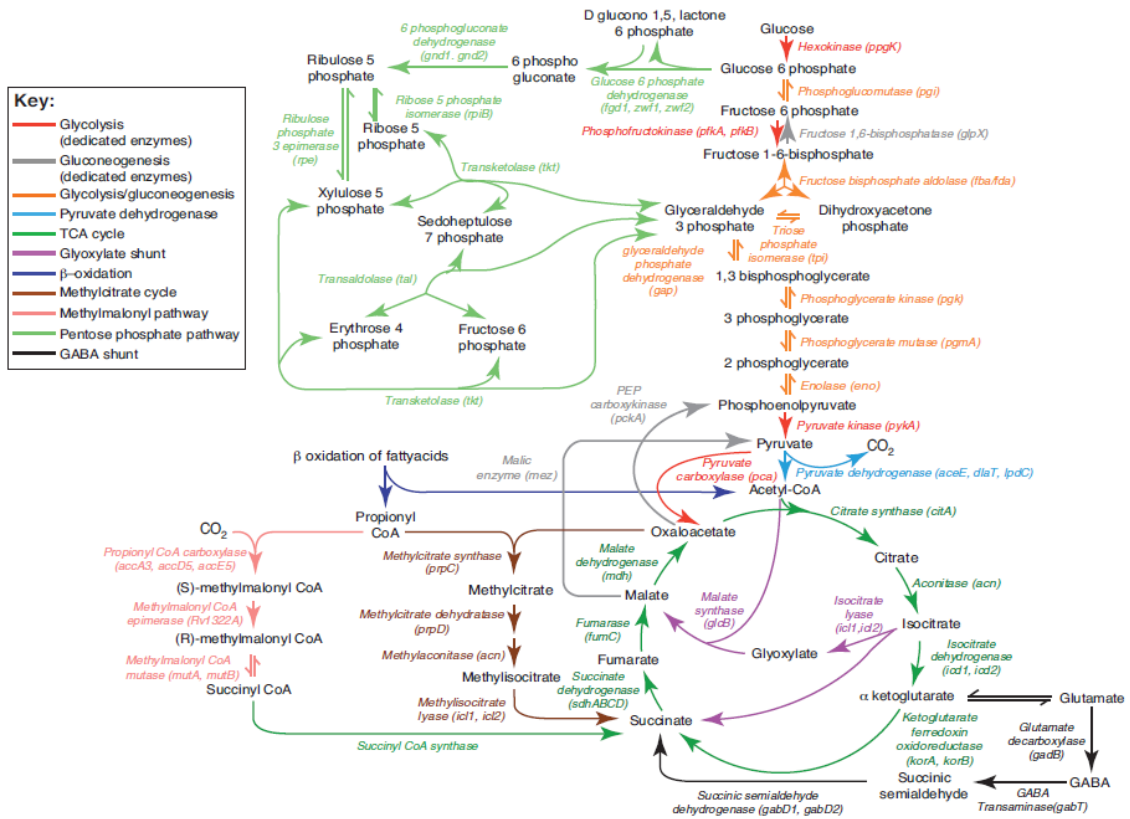 Key:
Glycolysis
(dedicated enzymes)
Gluconeogenesis
(dedicated enzymes)
Glycolysis/gluconeogenesis
Pyruvate dehydrogenase
TCA cycle
Glyoxylate shunt
β–oxidation
Methylcitrate cycle
Methylmalonyl pathway
Pentose phosphate pathway
GABA shunt
D glucono 1,5, lactone
6 phosphate
6 phosphogluconate
dehydrogenase
(gnd1. gnd2)
Ribulose 5
phosphate
6 phospho
gluconate
Glucose 6 phosphate
dehydrogenase
(fgd1, zwf1, zwf2)
Ribulose
phosphate
3 epimerase
(rpe)
Ribose 5 phosphate
isomerase (rpiB)
Ribose 5
phosphate
Transketolase (tkt)
Xylulose 5
phosphate
Sedoheptulose
7 phosphate
Transaldolase (tal)
Erythrose 4
phosphate
Fructose 6
phosphate
Transketolase (tkt)
Glucose
Hexokinase (ppgK)
Glucose 6 phosphate
Phosphoglucomutase (pgi)
Fructose 6 phosphate
Phosphofructokinase (pfkA, pfkB)
Fructose 1,6-bisphosphatase (glpX)
Fructose 1-6-bisphosphate
Fructose bisphosphate aldolase (fba/fda)
Glyceraldehyde
3 phosphate
Dihydroxyacetone
phosphate
Triose
phosphate
isomerase (tpi)
glyceraldehyde
phosphate
dehydrogenase
(gap)
1,3 bisphosphoglycerate
Phosphoglycerate kinase (pgk)
3 phosphoglycerate
Phosphoglycerate mutase (pgmA)
2 phosphoglycerate
Enolase (eno)
PEP
carboxykinase
(pckA)
Phosphoenolpyruvate
Pyruvate kinase (pykA)
Pyruvate
CO2
Malic
enzyme (mez)
Pyruvate
carboxylase (pca)
Pyruvate dehydrogenase (aceE, dlaT, lpdC)
Acetyl-CoA
β oxidation of fattyacids
Propionyl
CoA
CO2
Propionyl CoA carboxylase
(accA3, accD5, accE5)
(S)-methylmalonyl CoA
Methylmalonyl CoA
epimerase (Rv1322A)
(R)-methylmalonyl CoA
Methylmalonyl CoA
mutase (mutA, mutB)
Succinyl CoA
Succinyl CoA synthase
Methylcitrate synthase
(prpC)
Methylcitrate
Methylcitrate dehydratase
(prpD)
Methylaconitase (acn)
Methylisocitrate
Methylisocitrate
lyase (icl1, icl2)
Oxaloacetate
Citrate synthase (citA)
Citrate
Aconitase (acn)
Isocitrate
Malate
dehydrogenase
(mdh)
Malate
Malate
synthase
(glcB)
Isocitrate
lyase
(icl1,icl2)
Glyoxylate
Fumarase
(fumC)
Fumarate
Succinate
dehydrogenase
(sdhABCD)
Succinate
Isocitrate
dehydrogenase
(icd1, icd2)
α ketoglutarate
Glutamate
Ketoglutarate
ferredoxin
oxidoreductase
(korA, korB)
Glutamate
decarboxylase
(gadB)
GABA
GABA
Transaminase(gabT)
Succinic
semialdehyde
Succinic semialdehyde
dehydrogenase (gabD1, gabD2)